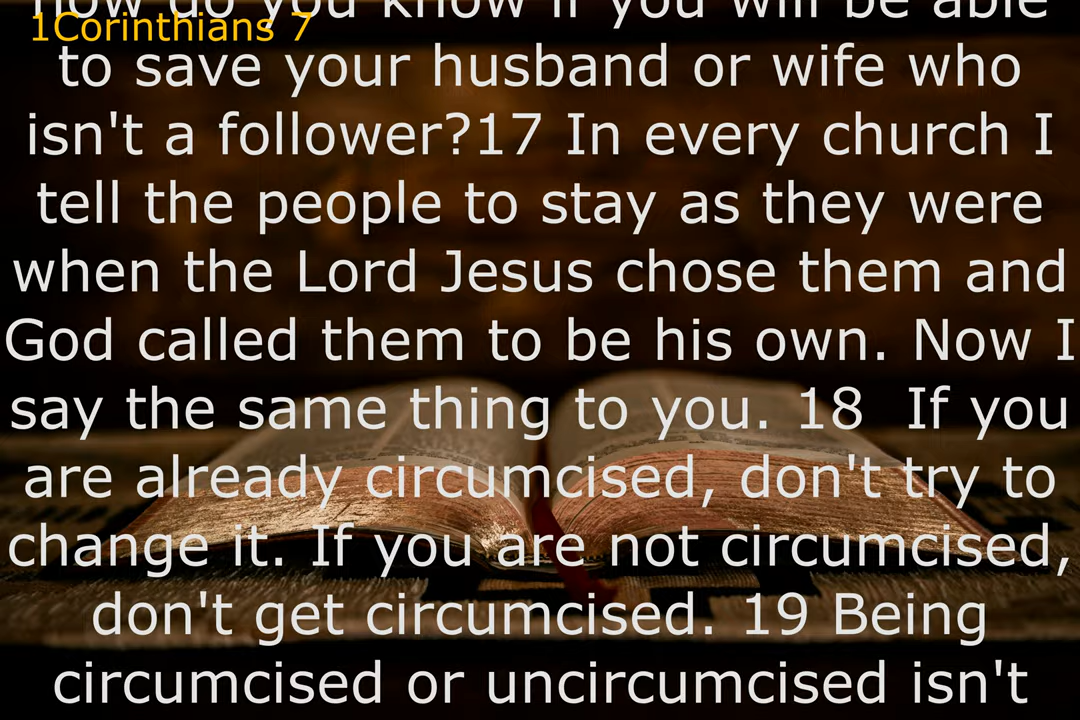 how do you know if you will be able
1Corinthians 7
to save your husband or wife who
isn't a follower?17 In every church I
tell the people to stay as they were
when the Lord Jesus chose them and
God called them to be his own. Now I
say the same thing to you. 18  If you
are already circumcised, don't try to
change it. If you are not circumcised,
don't get circumcised. 19 Being
circumcised or uncircumcised isn't